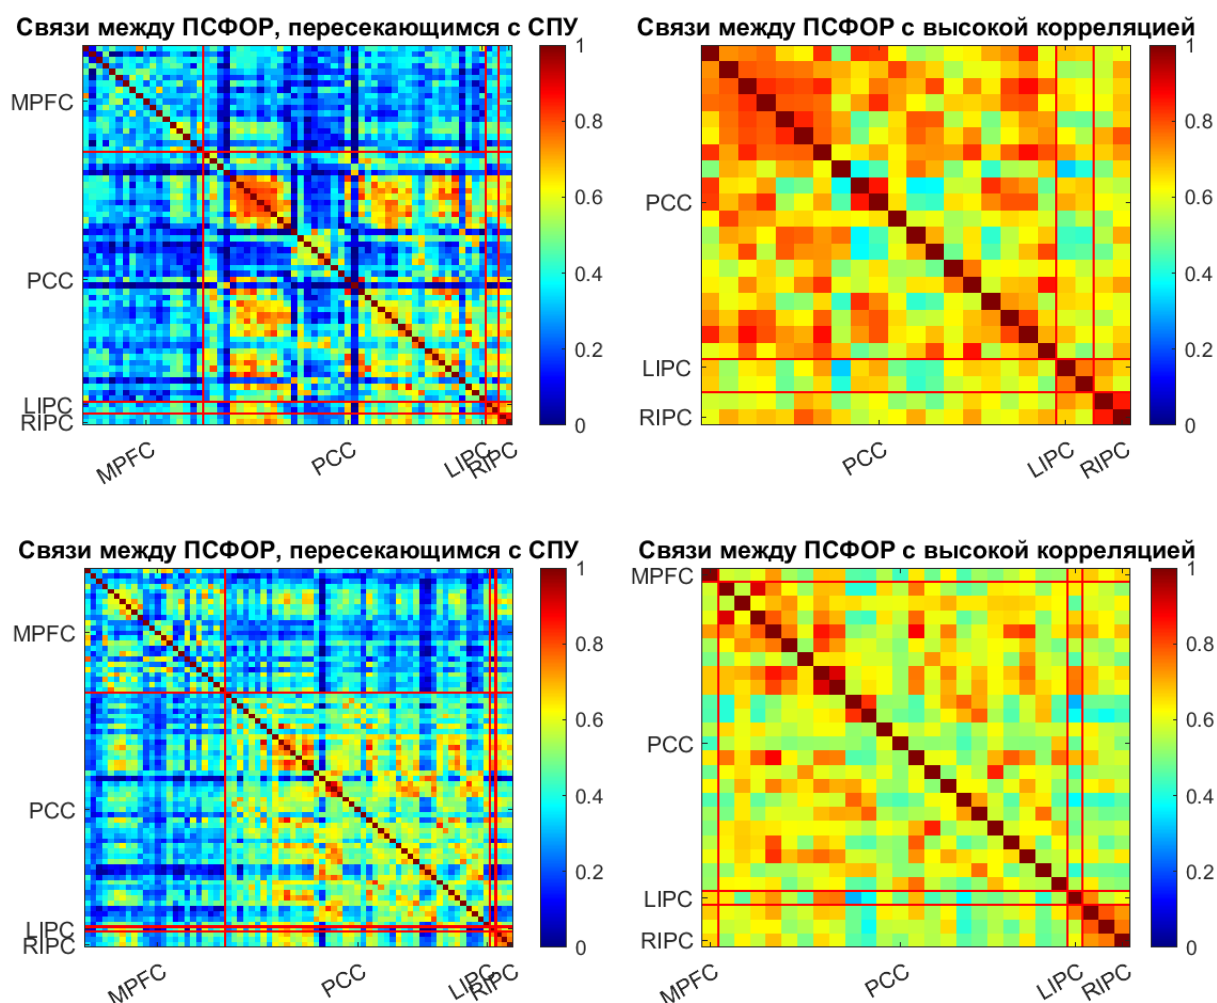 Связи между ПСФОР, пересекающимся с СПУ
Связи между ПСФОР с высокой корреляцией
MPFC
PCC
LIPC
RIPC
MPFC
PCC
LIPC
RIPC
1
0.8
0.6
0.4
0.2
0
PCC
LIPC
RIPC
PCC
LIPC
RIPC
1
0.8
0.6
0.4
0.2
0
Связи между ПСФОР, пересекающимся с СПУ
Связи между ПСФОР с высокой корреляцией
MPFC
PCC
LIPC
RIPC
MPFC
PCC
LIPC
RIPC
1
0.8
0.6
0.4
0.2
0
MPFC
PCC
LIPC
RIPC
MPFC
PCC
LIPC
RIPC
1
0.8
0.6
0.4
0.2
0